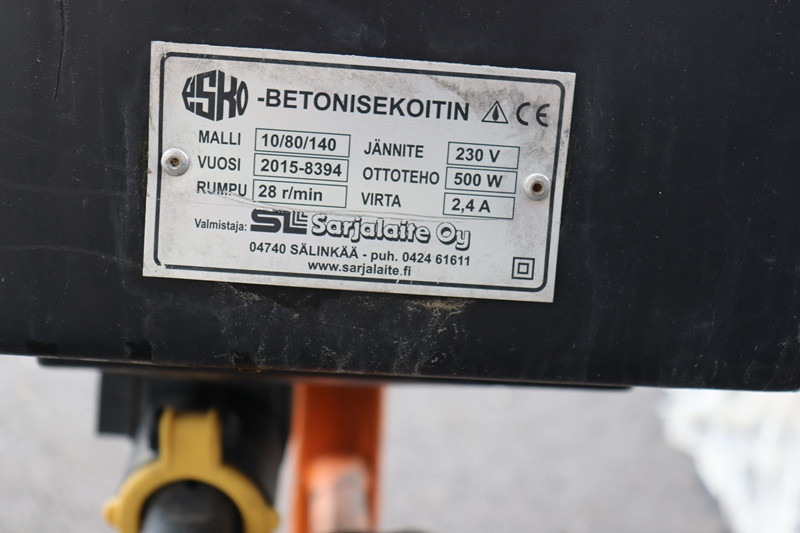 ESKO -BETONISEKOITIN CE
MALLI 10/80/140 JÄNNITE 230 V
VUOSI 2015-8394 OTTOTEHO 500 W
RUMPU 28 r/min VIRTA 2,4 A
Valmistaja: SLE Sarjalaite Oy
04740 SÄLINKÄÄ - puh. 0424 61611
www.sarjalaite.fi